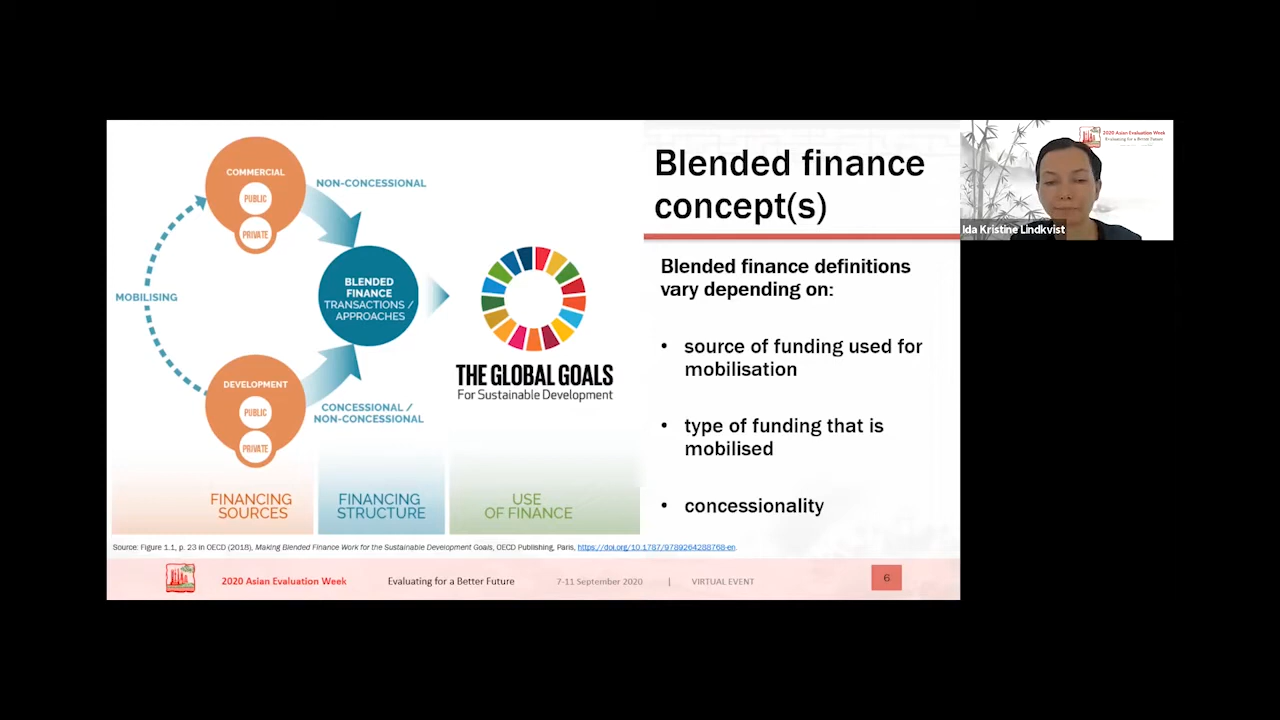 COMMERCIAL
PUBLIC
PRIVATE
NON-CONCESSIONAL
MOBILISING
BLENDED
FINANCE
TRANSACTIONS /
APPROACHES
DEVELOPMENT
PUBLIC
PRIVATE
CONCESSIONAL /
NON-CONCESSIONAL
THE GLOBAL GOALS
For Sustainable Development
FINANCING
SOURCES
FINANCING
STRUCTURE
USE
OF FINANCE
Blended finance
concept(s)
Blended finance definitions
vary depending on:
• source of funding used for
mobilisation
• type of funding that is
mobilised
• concessionality
Source: Figure 1.1, p. 23 in OECD (2018), Making Blended Finance Work for the Sustainable Development Goals, OECD Publishing, Paris, https://doi.org/10.1787/9789264288768-en.
2020 Asian Evaluation Week Evaluating for a Better Future 7-11 September 2020 | VIRTUAL EVENT 6
2020 Asian Evaluation Week
Evaluating for a Better Future
Ida Kristine Lindkvist